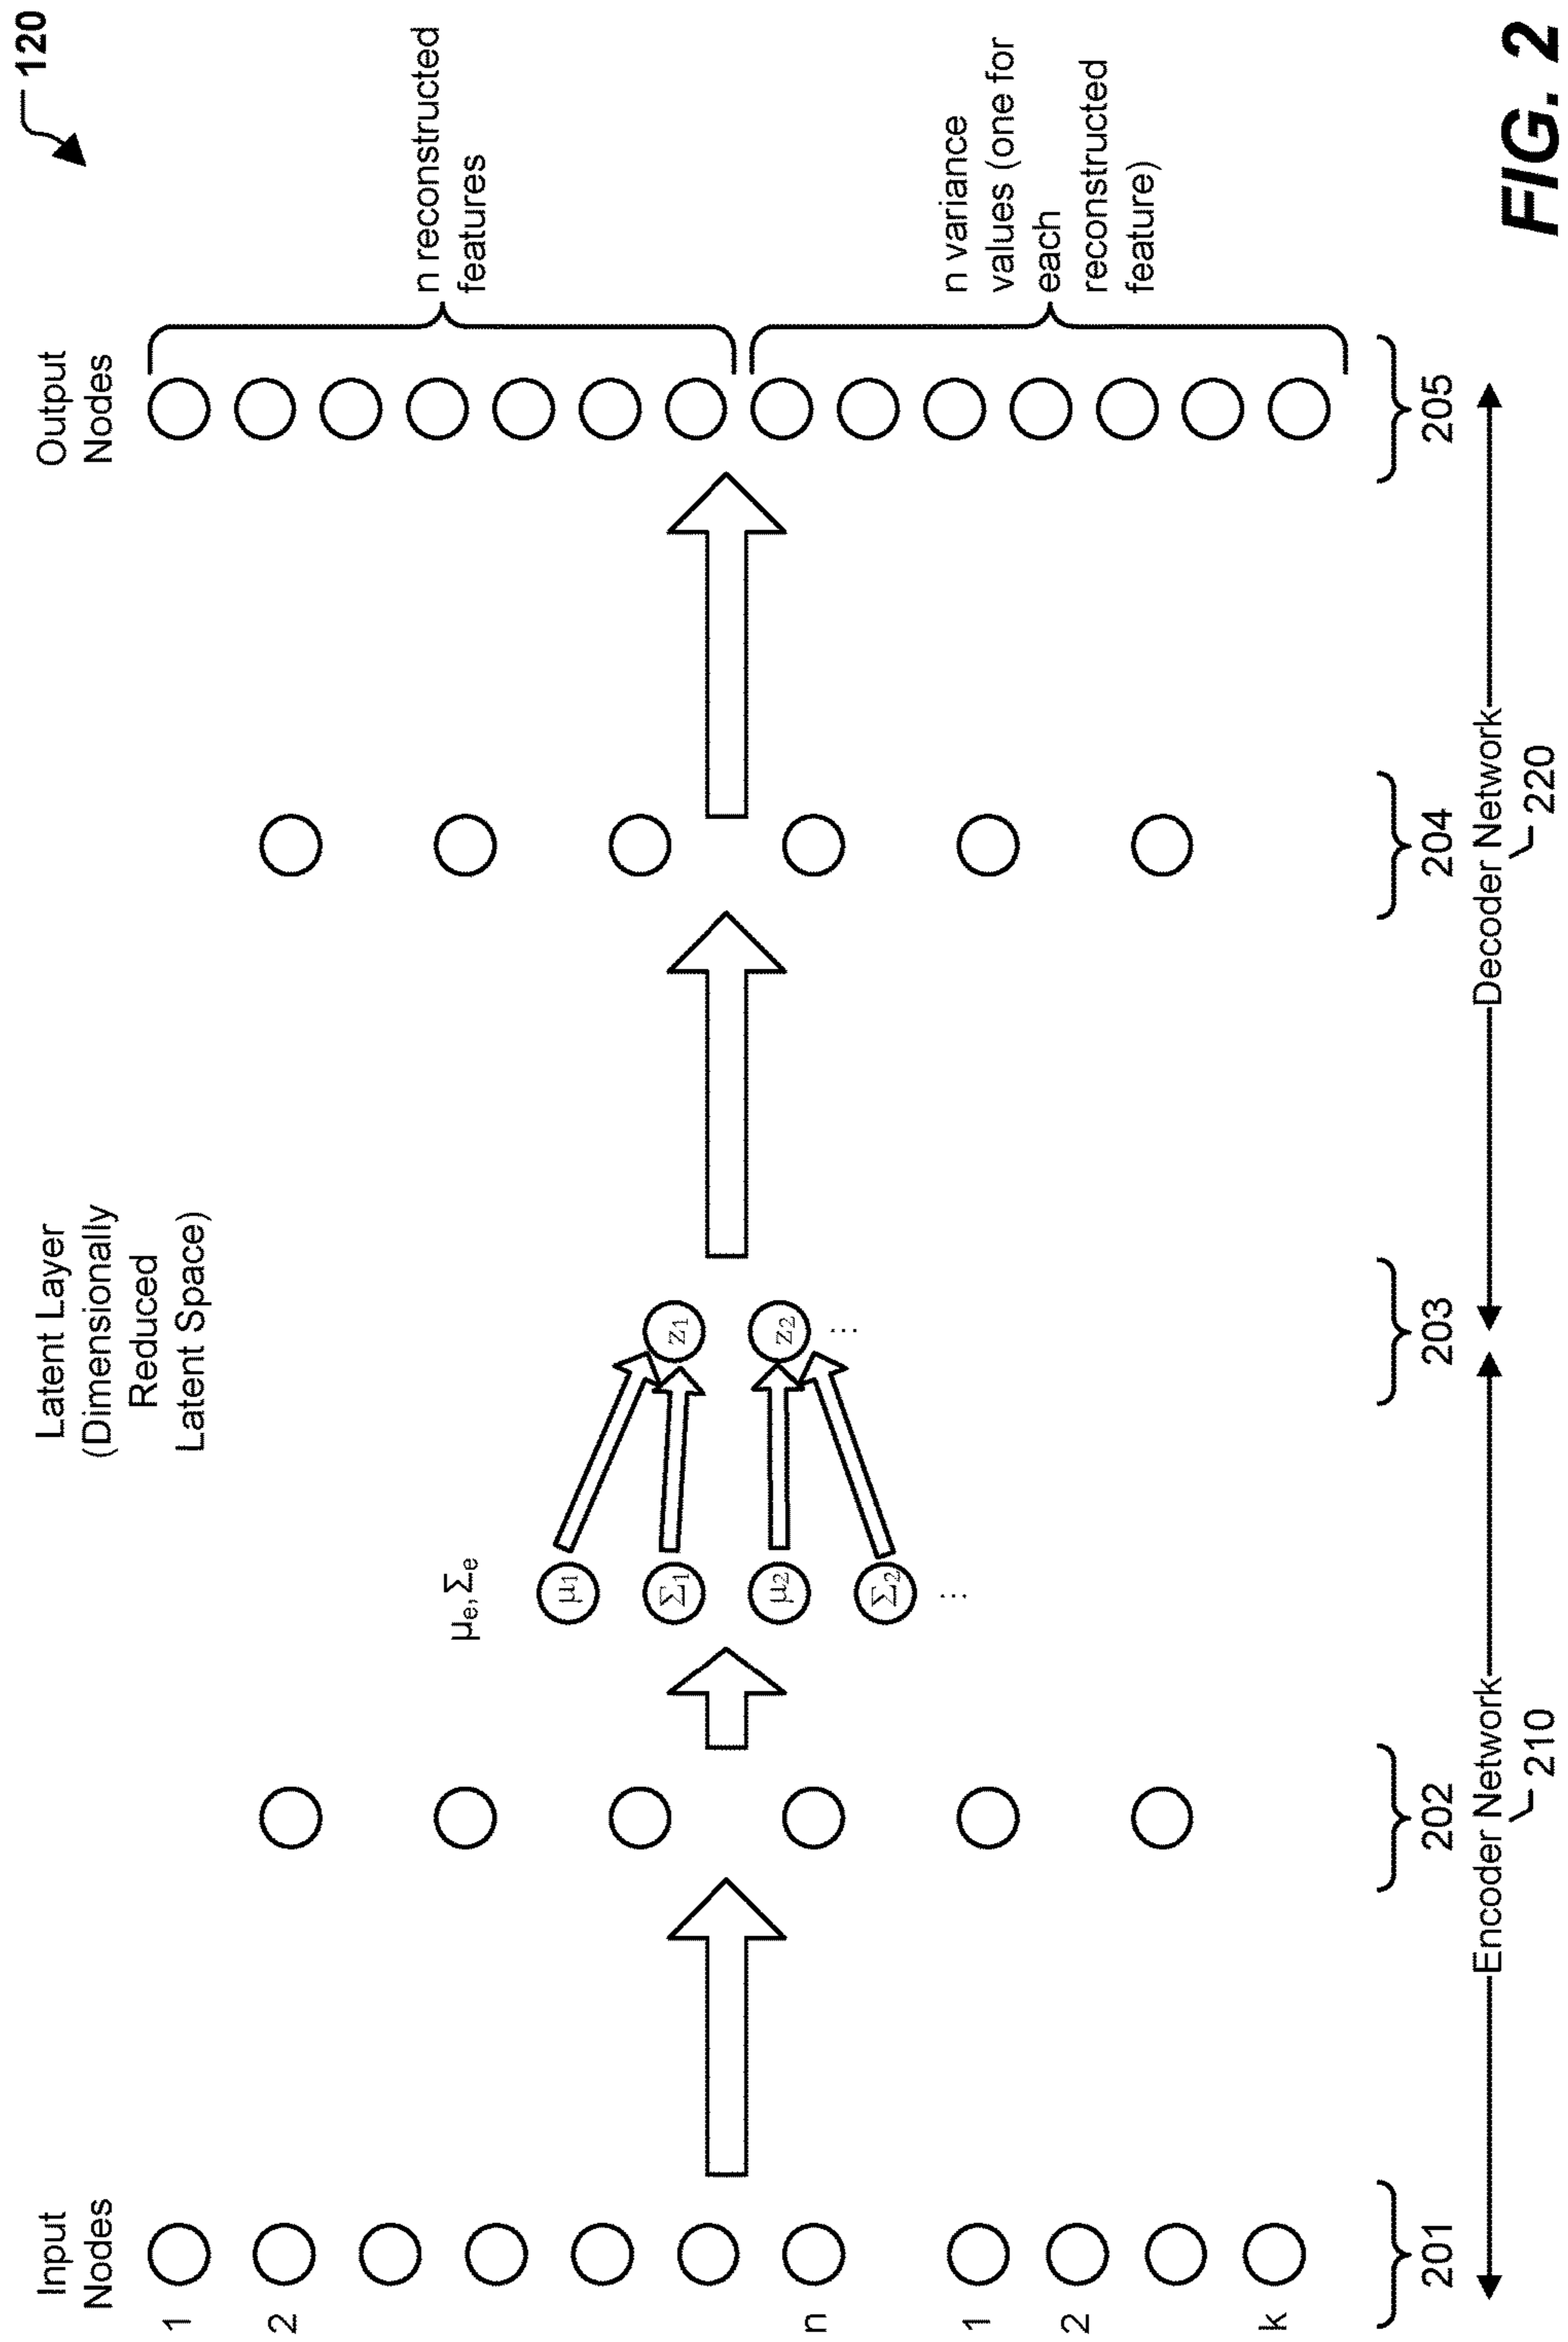 120
Input
Nodes
Latent Layer
(Dimensionally
Reduced
Latent Space)
Output
Nodes
1
2
n
1
2
k
μe,Σe
μ1
Σ1
μ2
Σ2
...
z1
z2
...
n reconstructed
features
n variance
values (one for
each
reconstructed
feature)
201
202
203
204
205
Encoder Network
210
Decoder Network
220
FIG. 2